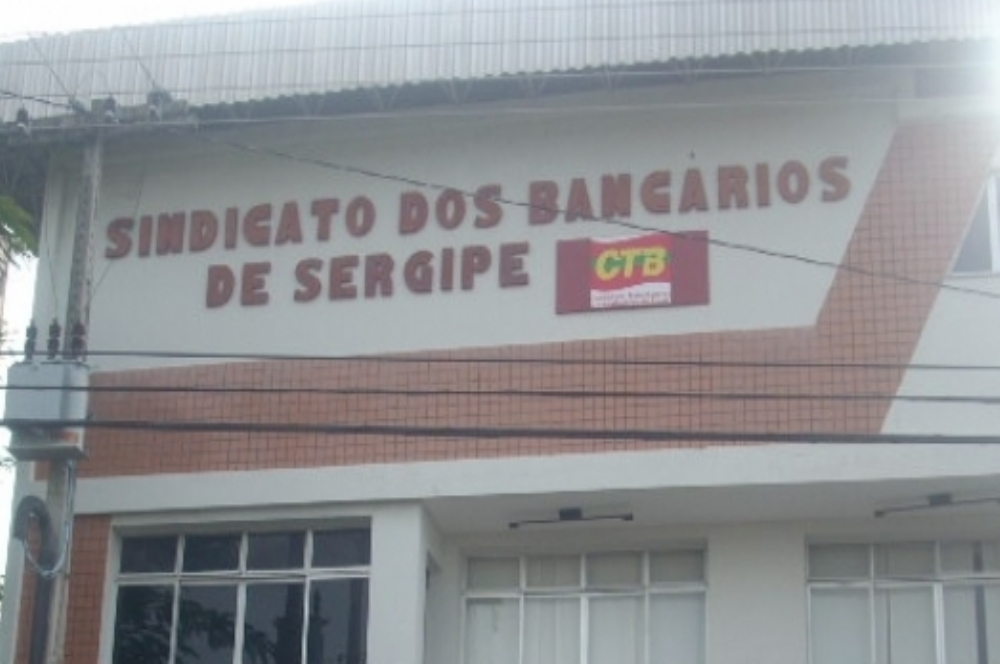 SINDICATO DOS BANCÁRIOS
DE SERGIPE
CTB